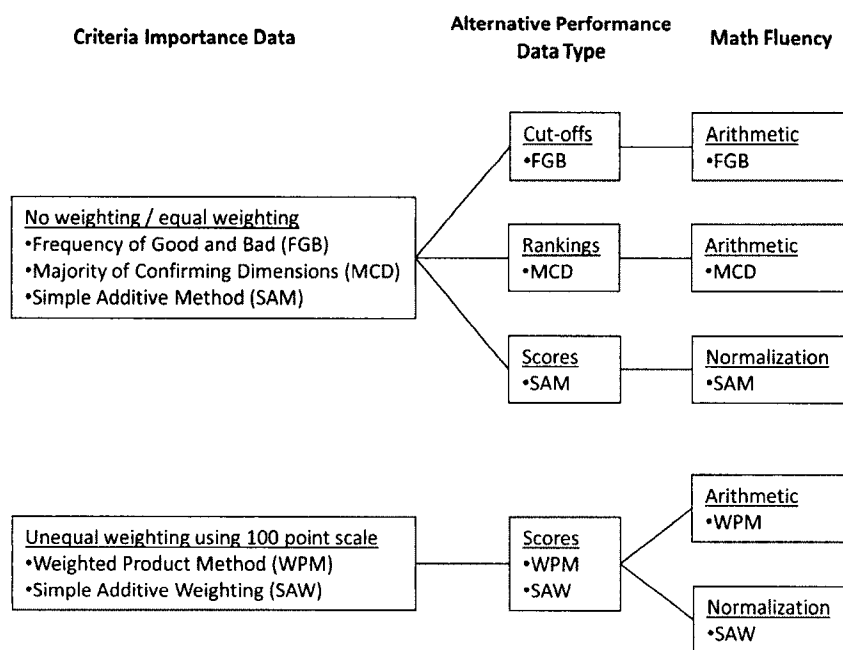 Criteria Importance Data
Alternative Performance
Data Type
Math Fluency
Cut-offs
•FGB
Arithmetic
•FGB
No weighting / equal weighting
•Frequency of Good and Bad (FGB)
•Majority of Confirming Dimensions (MCD)
•Simple Additive Method (SAM)
Rankings
•MCD
Arithmetic
•MCD
Scores
•SAM
Normalization
•SAM
Unequal weighting using 100 point scale
•Weighted Product Method (WPM)
•Simple Additive Weighting (SAW)
Scores
•WPM
•SAW
Arithmetic
•WPM
Normalization
•SAW